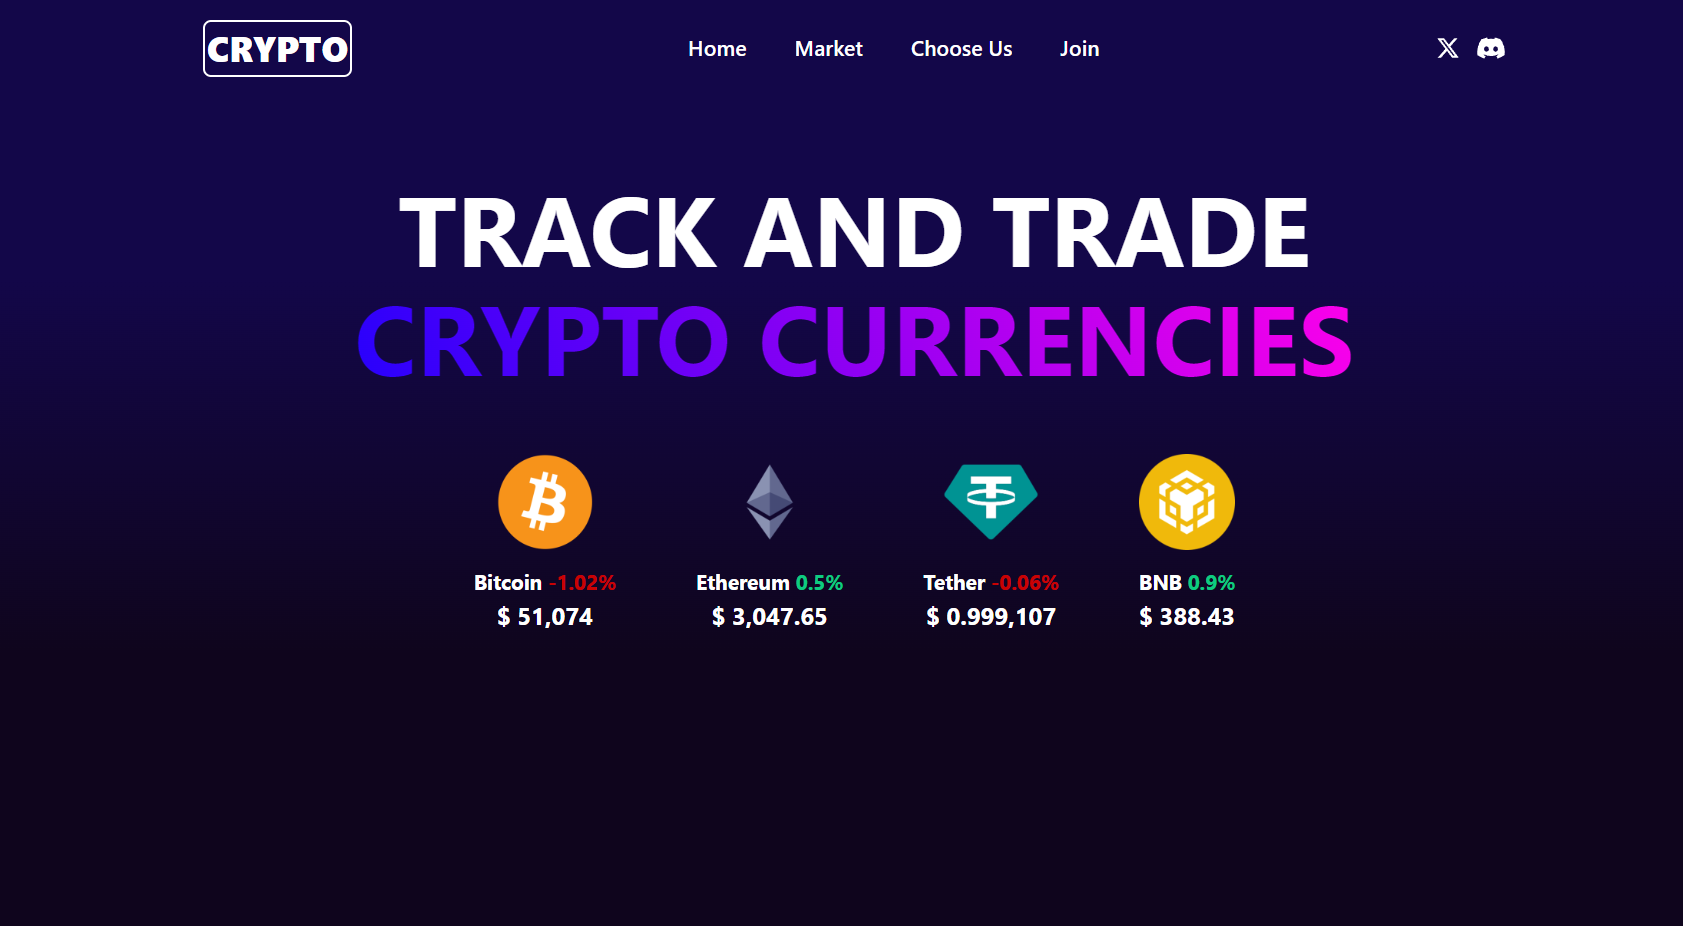 CRYPTO
Home Market Choose Us Join
TRACK AND TRADE
CRYPTO CURRENCIES
Bitcoin -1.02% Ethereum 0.5% Tether -0.06% BNB 0.9%
$ 51,074 $ 3,047.65 $ 0.999,107 $ 388.43